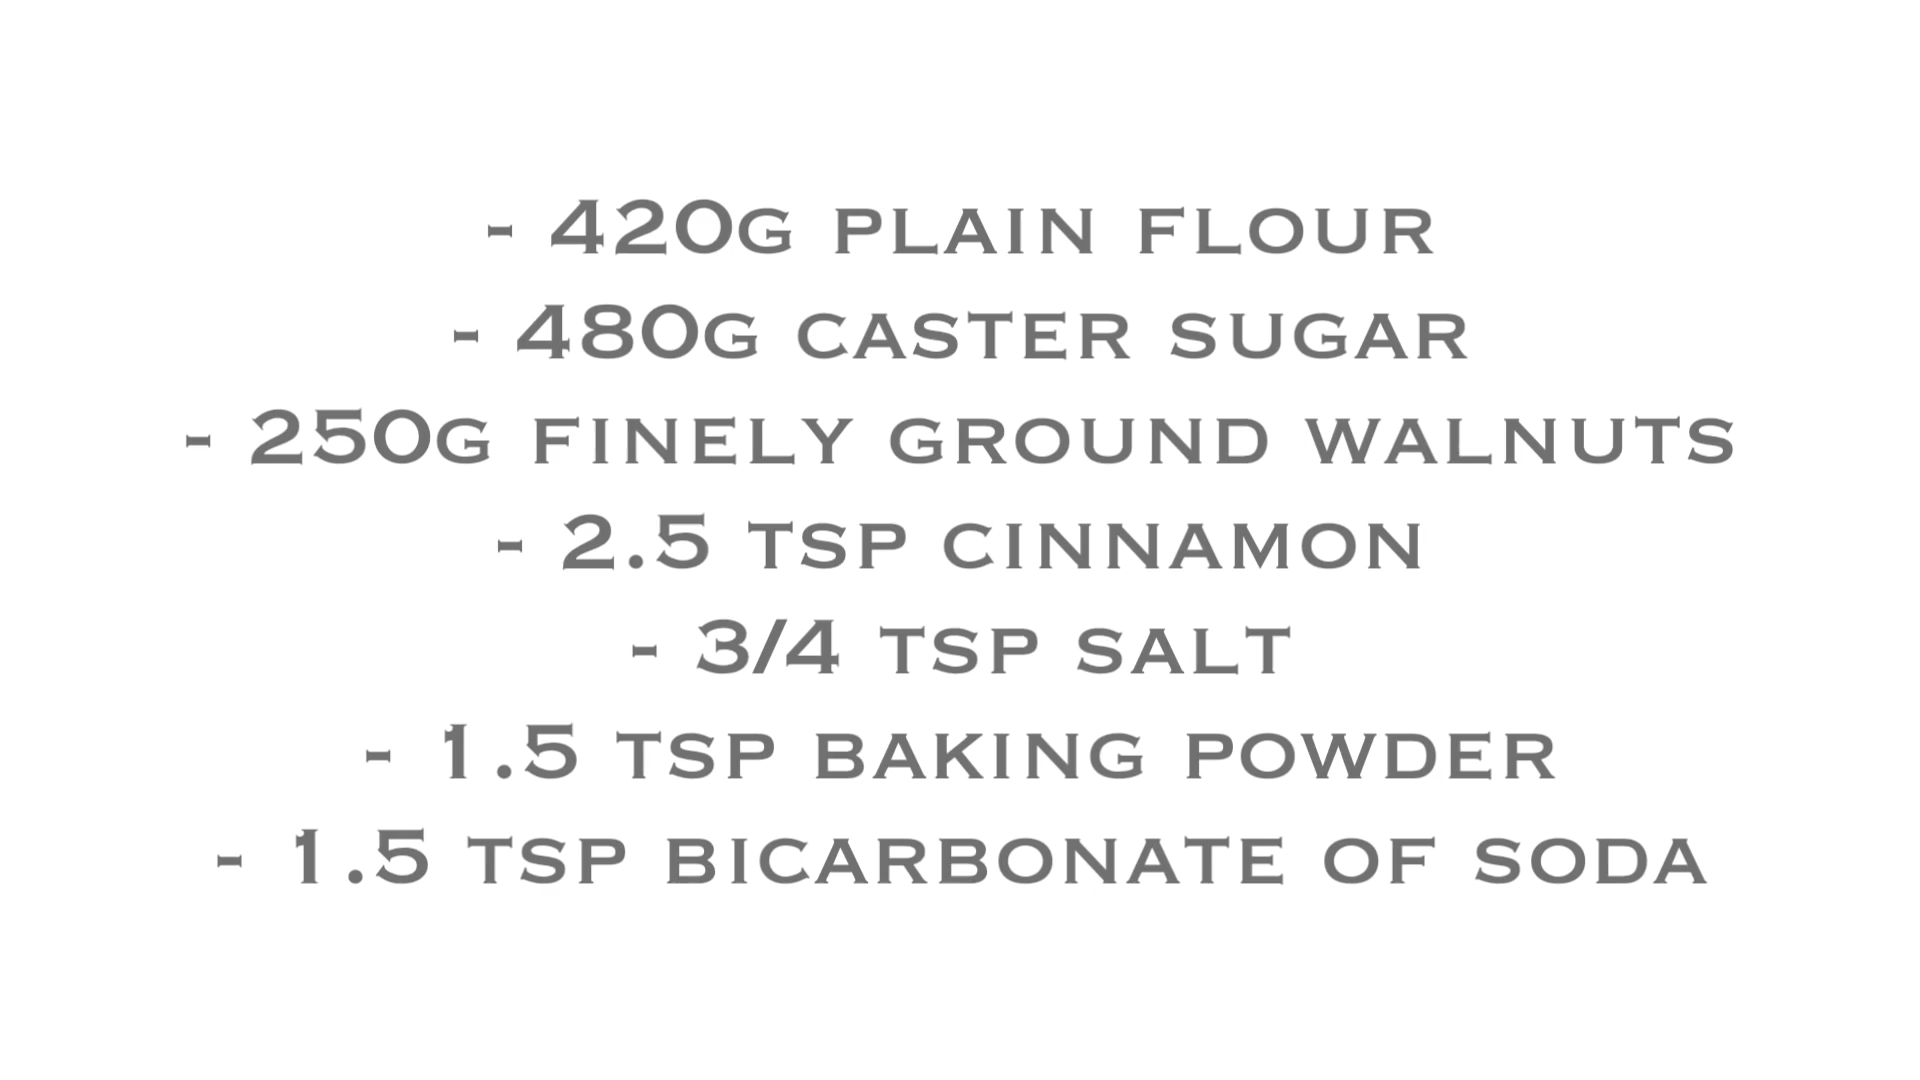 - 420G PLAIN FLOUR
- 480G CASTER SUGAR
- 250G FINELY GROUND WALNUTS
- 2.5 TSP CINNAMON
- 3/4 TSP SALT
- 1.5 TSP BAKING POWDER
- 1.5 TSP BICARBONATE OF SODA